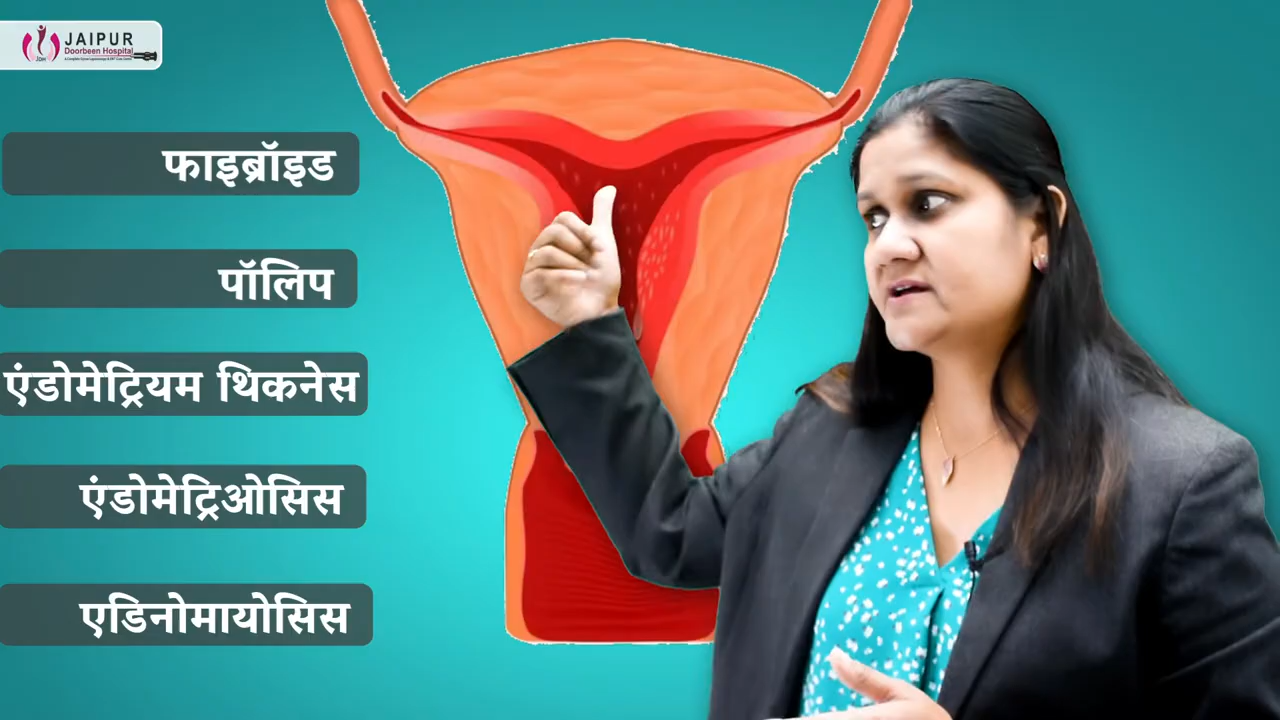 JAIPUR
Doorbeen Hospital
फाइब्रॉइड
पॉलिप
एंडोमेट्रियम थिकनेस
एंडोमेट्रिओसिस
एडिनोमायोसिस